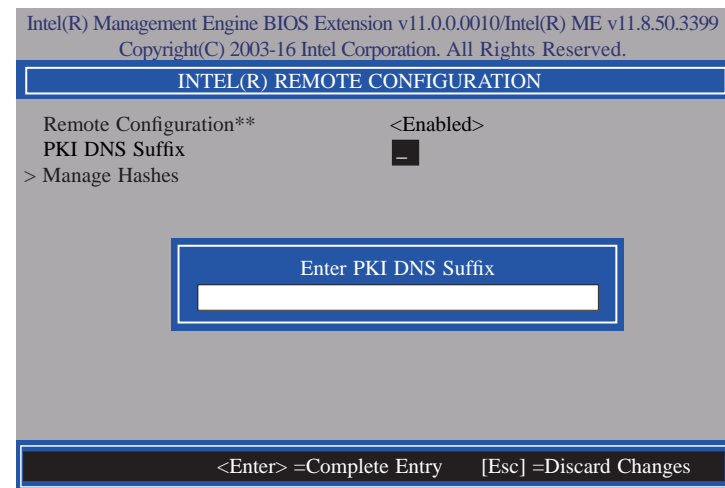 Intel(R) Management Engine BIOS Extension v11.0.0.0010/Intel(R) ME v11.8.50.3399
Copyright(C) 2003-16 Intel Corporation. All Rights Reserved.
INTEL(R) REMOTE CONFIGURATION
Remote Configuration** <Enabled>
PKI DNS Suffix _
> Manage Hashes
Enter PKI DNS Suffix
<Enter> =Complete Entry [Esc] =Discard Changes